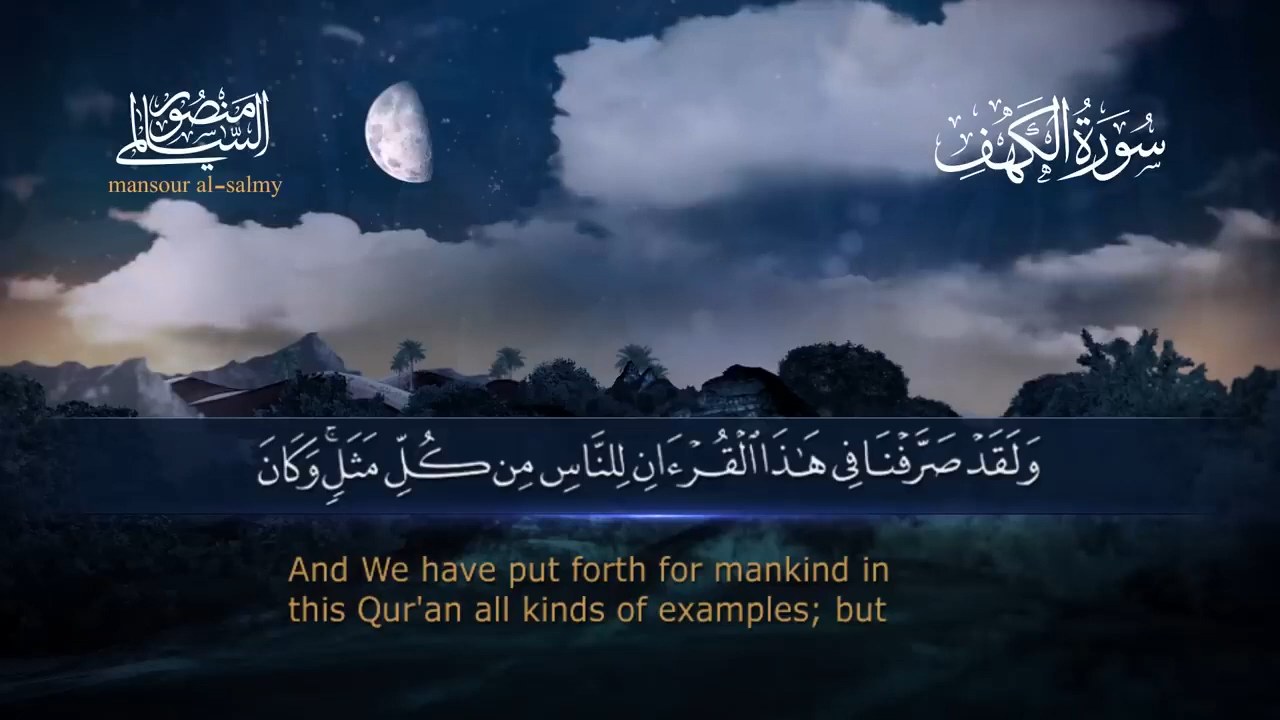 منصور
السالمي
mansour al-salmy
سُورَةُ الكَهْفِ
وَلَقَدْ صَرَّفْنَا فِي هَٰذَا ٱلْقُرْءَانِ لِلنَّاسِ مِن كُلِّ مَثَلٍۚ وَكَانَ
And We have put forth for mankind in
this Qur'an all kinds of examples; but